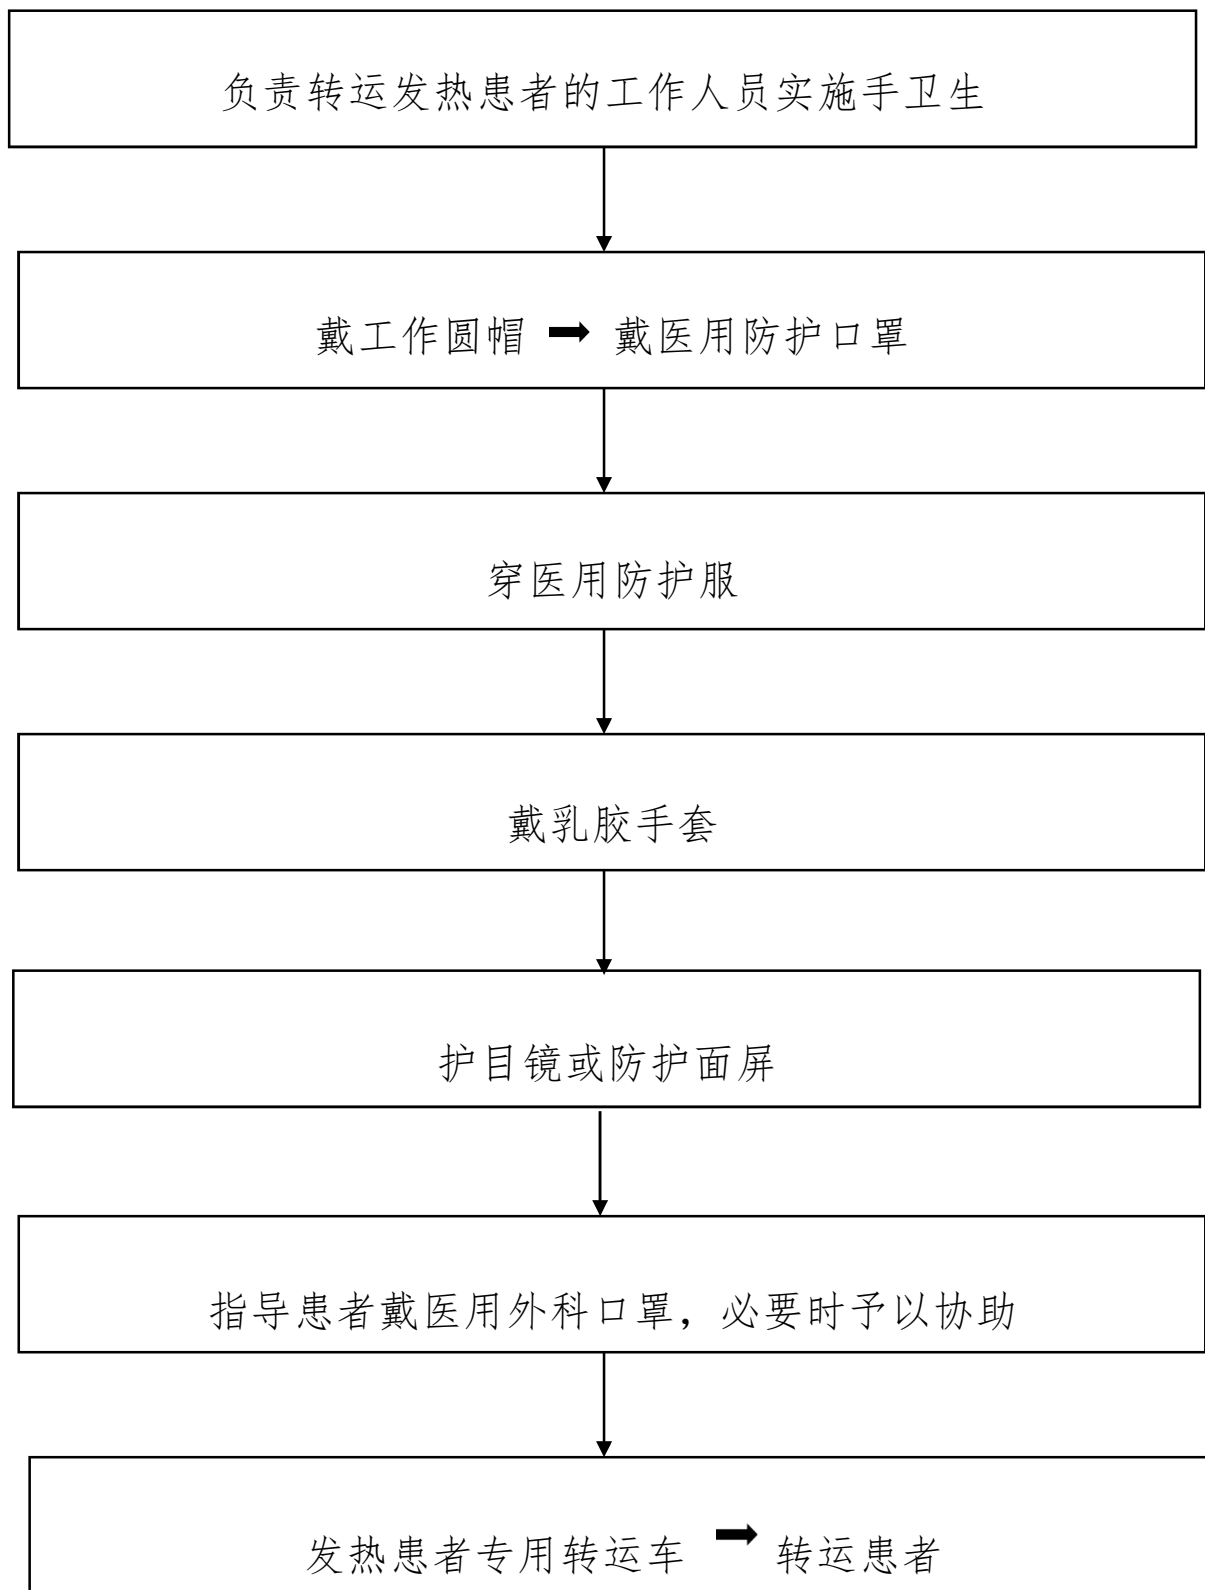 负责转运发热患者的工作人员实施手卫生
戴工作圆帽 ➡ 戴医用防护口罩
穿医用防护服
戴乳胶手套
护目镜或防护面屏
指导患者戴医用外科口罩，必要时予以协助
发热患者专用转运车 ➡ 转运患者